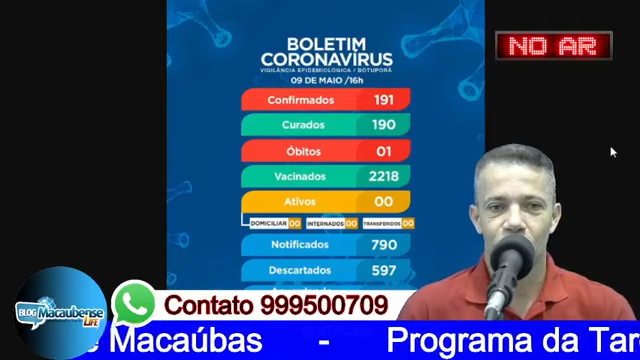 BOLETIM
CORONAVÍRUS
VIGILÂNCIA EPIDEMIOLÓGICA / BOTUPORÃ
09 DE MAIO /16h
NO AR
Confirmados 191
Curados 190
Óbitos 01
Vacinados 2218
Ativos 00
DOMICILIAR 00 INTERNADOS 00 TRANSFERIDOS 00
Notificados 790
Descartados 597
BLOG Macaubense LIFE
Contato 999500709
Macaúbas - Programa da Tar